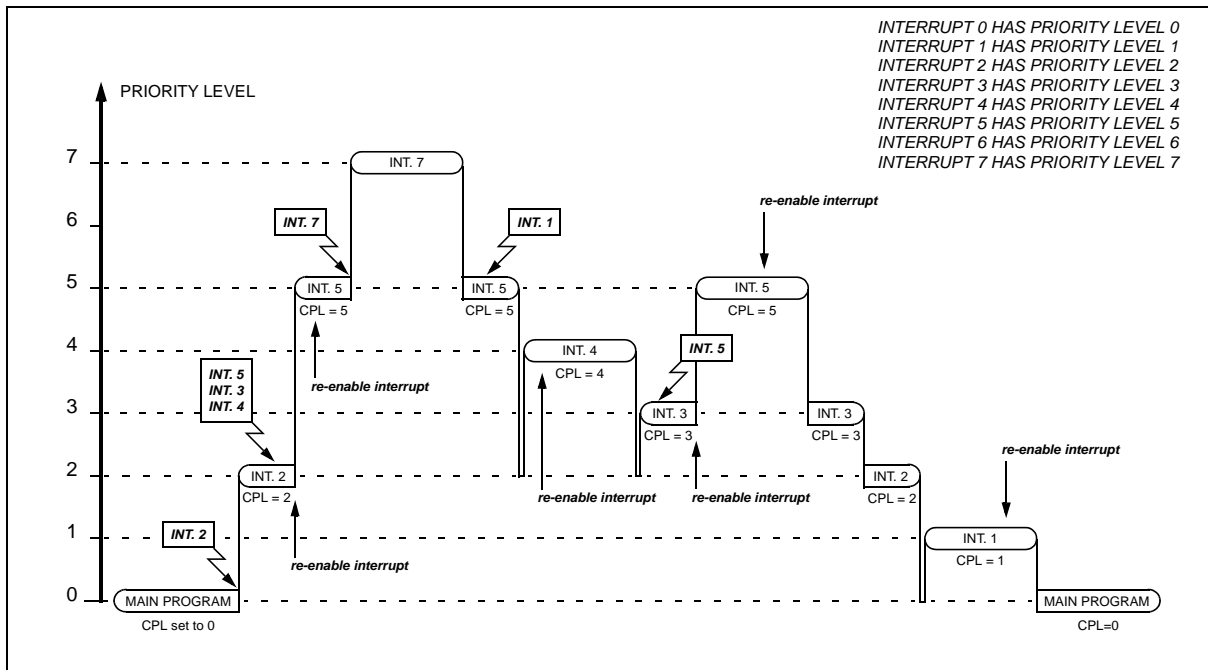 INTERRUPT 0 HAS PRIORITY LEVEL 0
INTERRUPT 1 HAS PRIORITY LEVEL 1
INTERRUPT 2 HAS PRIORITY LEVEL 2
INTERRUPT 3 HAS PRIORITY LEVEL 3
INTERRUPT 4 HAS PRIORITY LEVEL 4
INTERRUPT 5 HAS PRIORITY LEVEL 5
INTERRUPT 6 HAS PRIORITY LEVEL 6
INTERRUPT 7 HAS PRIORITY LEVEL 7
PRIORITY LEVEL
7
INT. 7
re-enable interrupt
6
INT. 7
INT. 1
5
INT. 5
INT. 5
INT. 5
CPL = 5
CPL = 5
CPL = 5
4
INT. 4
INT. 5
CPL = 4
re-enable interrupt
INT. 5
INT. 3
INT. 4
3
INT. 3
INT. 3
CPL = 3
CPL = 3
re-enable interrupt
2
INT. 2
INT. 2
CPL = 2
CPL = 2
re-enable interrupt
re-enable interrupt
1
INT. 2
INT. 1
CPL = 1
re-enable interrupt
0
MAIN PROGRAM
MAIN PROGRAM
CPL set to 0
CPL=0